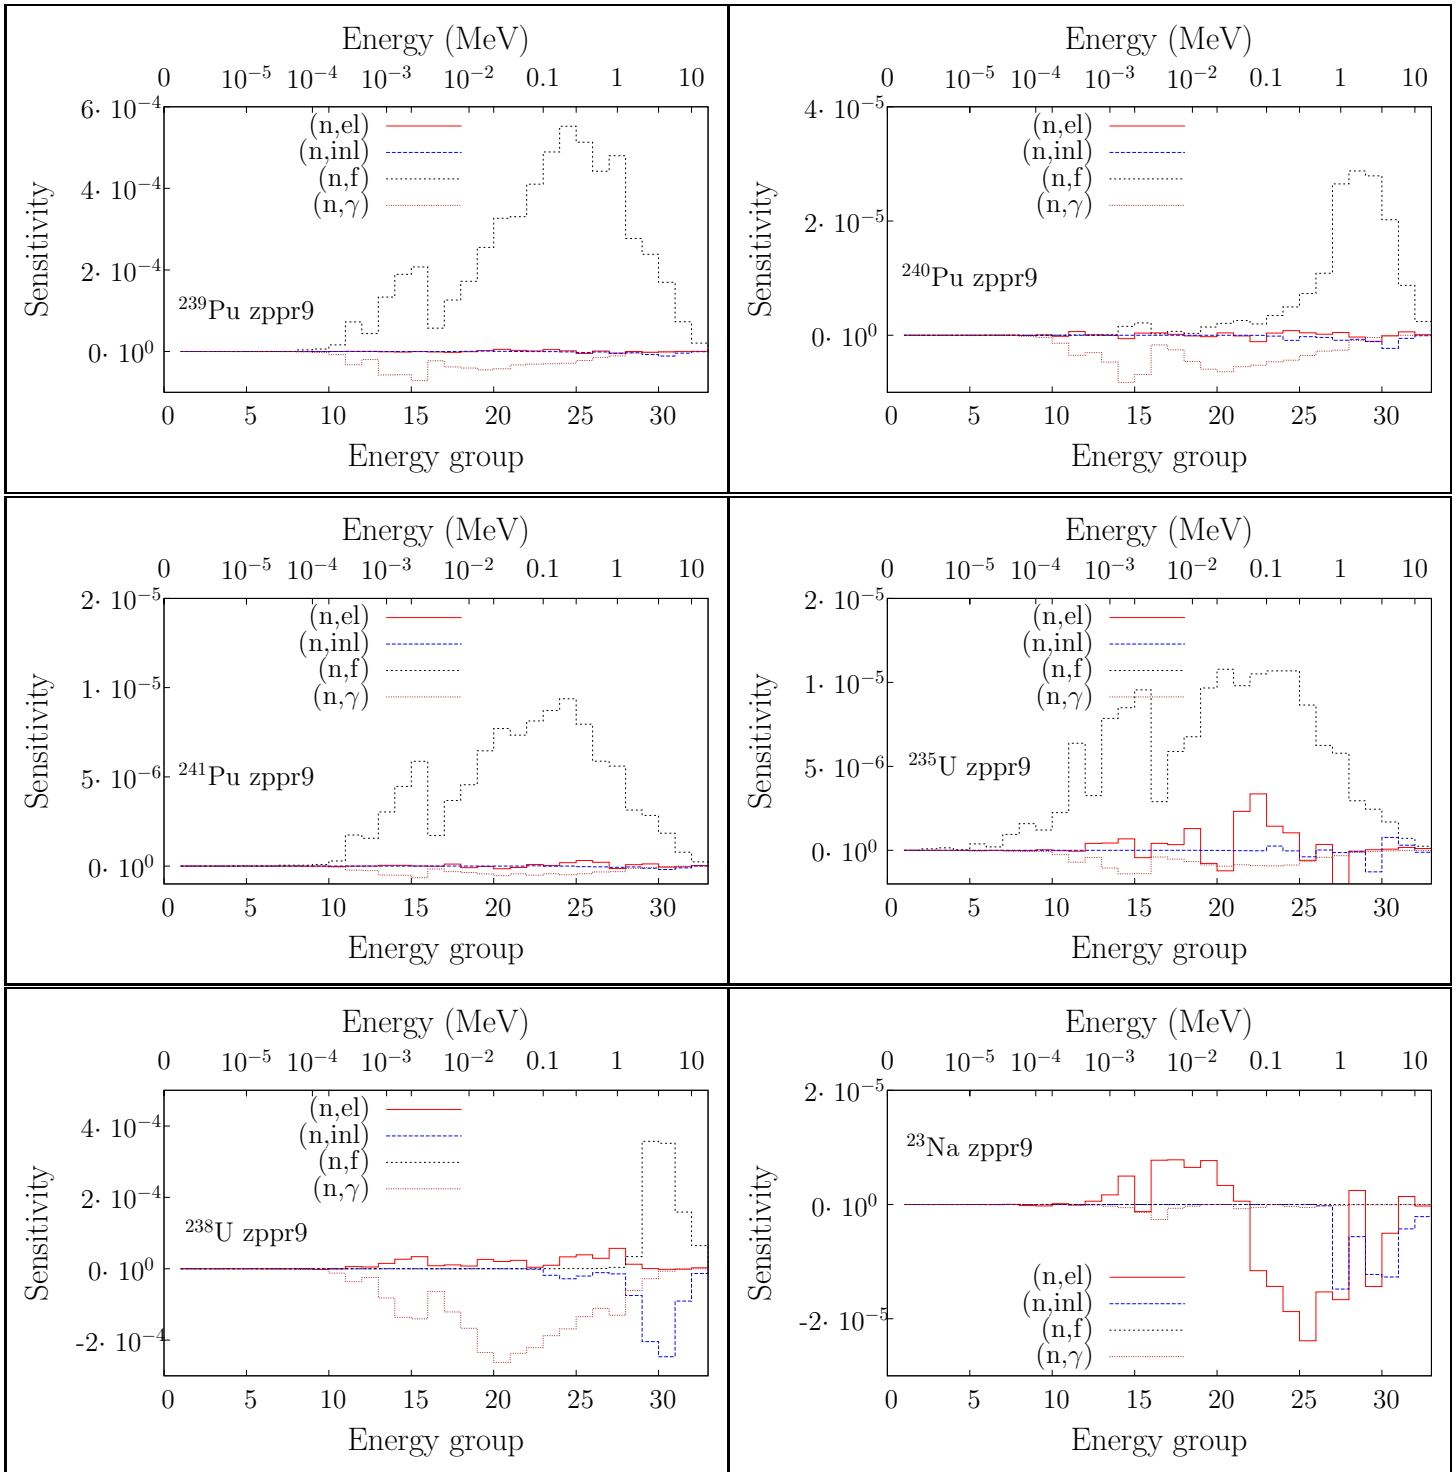 Energy (MeV)
0 10⁻⁵ 10⁻⁴ 10⁻³ 10⁻² 0.1 1 10
6· 10⁻⁴
4· 10⁻⁴
2· 10⁻⁴
0· 10⁰
Sensitivity
(n,el)
(n,inl)
(n,f)
(n,γ)
²³⁹Pu zppr9
0 5 10 15 20 25 30
Energy group
Energy (MeV)
0 10⁻⁵ 10⁻⁴ 10⁻³ 10⁻² 0.1 1 10
4· 10⁻⁵
2· 10⁻⁵
0· 10⁰
Sensitivity
(n,el)
(n,inl)
(n,f)
(n,γ)
²⁴⁰Pu zppr9
0 5 10 15 20 25 30
Energy group
Energy (MeV)
0 10⁻⁵ 10⁻⁴ 10⁻³ 10⁻² 0.1 1 10
2· 10⁻⁵
1· 10⁻⁵
5· 10⁻⁶
0· 10⁰
Sensitivity
(n,el)
(n,inl)
(n,f)
(n,γ)
²⁴¹Pu zppr9
0 5 10 15 20 25 30
Energy group
Energy (MeV)
0 10⁻⁵ 10⁻⁴ 10⁻³ 10⁻² 0.1 1 10
2· 10⁻⁵
1· 10⁻⁵
5· 10⁻⁶
0· 10⁰
Sensitivity
(n,el)
(n,inl)
(n,f)
(n,γ)
²³⁵U zppr9
0 5 10 15 20 25 30
Energy group
Energy (MeV)
0 10⁻⁵ 10⁻⁴ 10⁻³ 10⁻² 0.1 1 10
4· 10⁻⁴
2· 10⁻⁴
0· 10⁰
-2· 10⁻⁴
Sensitivity
(n,el)
(n,inl)
(n,f)
(n,γ)
²³⁸U zppr9
0 5 10 15 20 25 30
Energy group
Energy (MeV)
0 10⁻⁵ 10⁻⁴ 10⁻³ 10⁻² 0.1 1 10
2· 10⁻⁵
0· 10⁰
-2· 10⁻⁵
Sensitivity
²³Na zppr9
(n,el)
(n,inl)
(n,f)
(n,γ)
0 5 10 15 20 25 30
Energy group